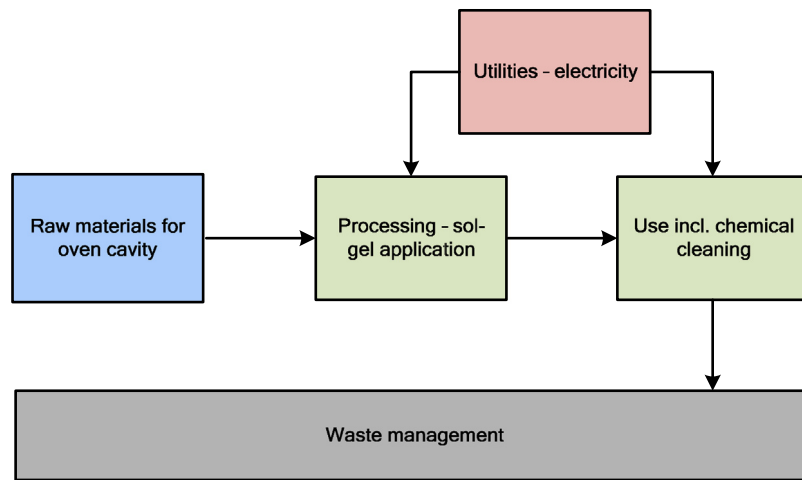 Utilities - electricity
Raw materials for
oven cavity
Processing - sol-
gel application
Use incl. chemical
cleaning
Waste management